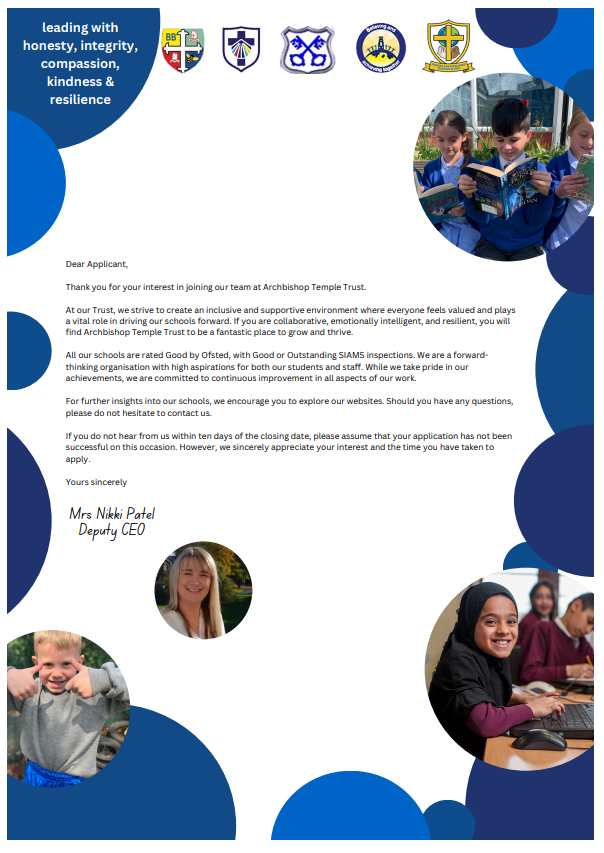 leading with
honesty, integrity,
compassion,
kindness &
resilience
BB
Believing and
Achieving together
Dear Applicant,
Thank you for your interest in joining our team at Archbishop Temple Trust.
At our Trust, we strive to create an inclusive and supportive environment where everyone feels valued and plays
a vital role in driving our schools forward. If you are collaborative, emotionally intelligent, and resilient, you will
find Archbishop Temple Trust to be a fantastic place to grow and thrive.
All our schools are rated Good by Ofsted, with Good or Outstanding SIAMS inspections. We are a forward-
thinking organisation with high aspirations for both our students and staff. While we take pride in our
achievements, we are committed to continuous improvement in all aspects of our work.
For further insights into our schools, we encourage you to explore our websites. Should you have any questions,
please do not hesitate to contact us.
If you do not hear from us within ten days of the closing date, please assume that your application has not been
successful on this occasion. However, we sincerely appreciate your interest and the time you have taken to
apply.
Yours sincerely
Mrs Nikki Patel
Deputy CEO